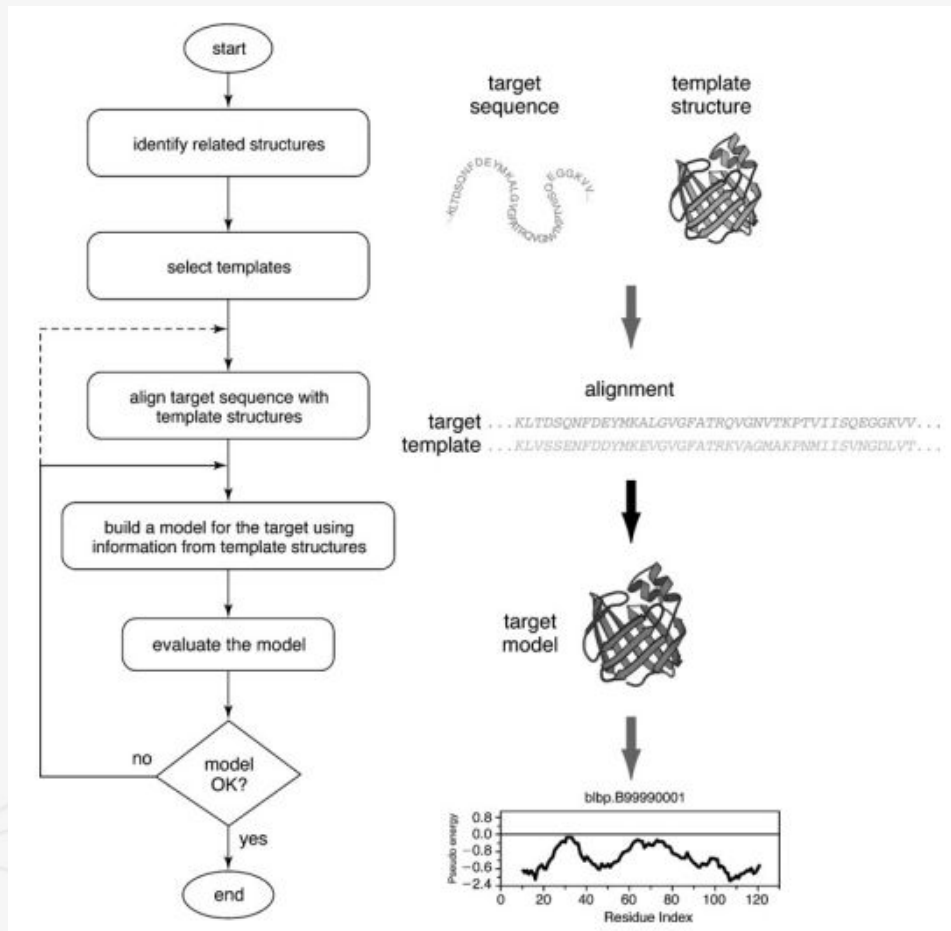 start
identify related structures
select templates
align target sequence with
template structures
build a model for the target using
information from template structures
evaluate the model
model
OK?
no
yes
end
target
sequence
template
structure
...KLTDSQNFDEYMKALGVGFATRQVGNVTKPTVIISQEGGKVV...
alignment
target ...KLTDSQNFDEYMKALGVGFATRQVGNVTKPTVIISQEGGKVV...
template ...KLVSSENFDDYMKEVGVGFATRKVAGMAKPNMIISVNGDLVT...
target
model
blbp.B99990001
Pseudo energy
0.8
0.0
−0.8
−0.6
−2.4
0 20 40 60 80 100 120
Residue Index